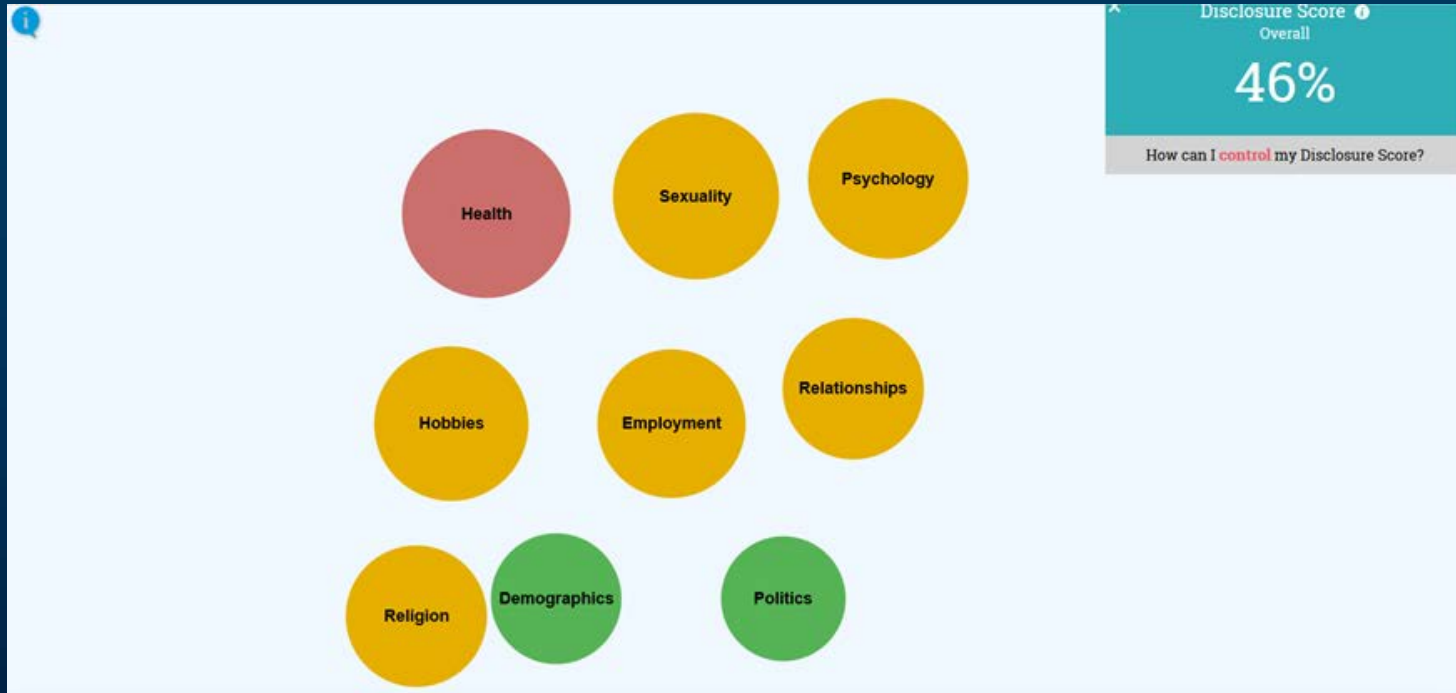 i
Disclosure Score i
Overall
46%
How can I control my Disclosure Score?
Health
Sexuality
Psychology
Hobbies
Employment
Relationships
Religion
Demographics
Politics